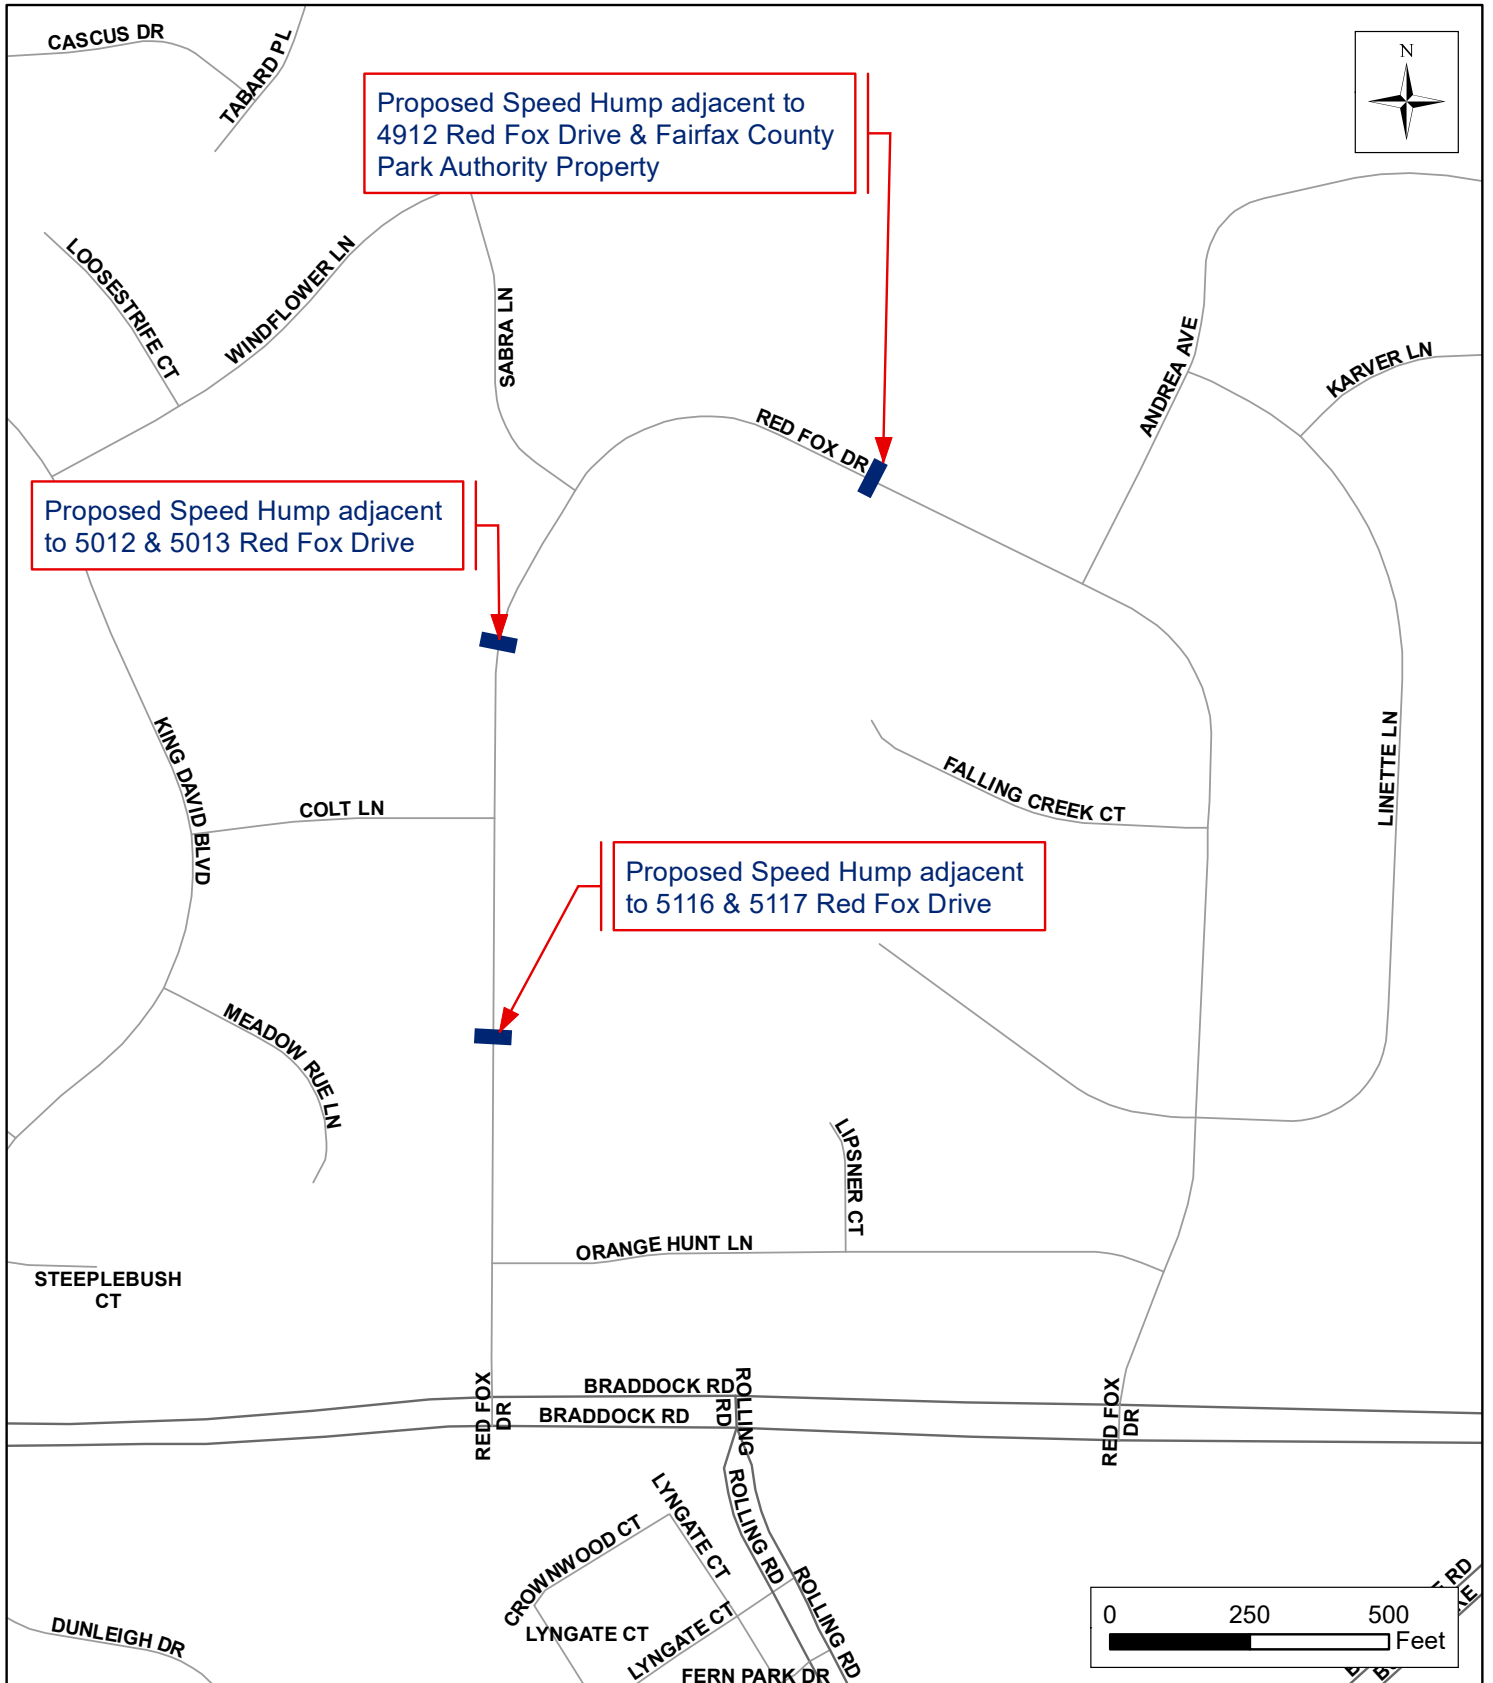 CASCUS DR
TABARD PL
N
Proposed Speed Hump adjacent to
4912 Red Fox Drive & Fairfax County
Park Authority Property
LOOSESTRIFE CT
WINDFLOWER LN
SABRA LN
ANDREA AVE
KARVER LN
RED FOX DR
Proposed Speed Hump adjacent
to 5012 & 5013 Red Fox Drive
KING DAVID BLVD
COLT LN
FALLING CREEK CT
LINETTE LN
Proposed Speed Hump adjacent
to 5116 & 5117 Red Fox Drive
MEADOW RUE LN
LIPSNER CT
ORANGE HUNT LN
STEEPLEBUSH
CT
RED FOX
DR
BRADDOCK RD
BRADDOCK RD
ROLLING
RD
RED FOX
DR
LYNGATE CT
ROLLING RD
CROWNWOOD CT
ROLLING RD
LYNGATE CT
LYNGATE CT
FERN PARK DR
DUNLEIGH DR
RD
0 250 500
Feet